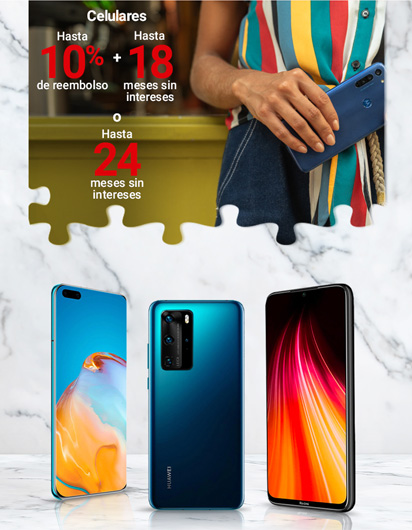 Celulares
Hasta
10%
de reembolso
+
Hasta
18
meses sin
intereses
o
Hasta
24
meses sin
intereses
HUAWEI